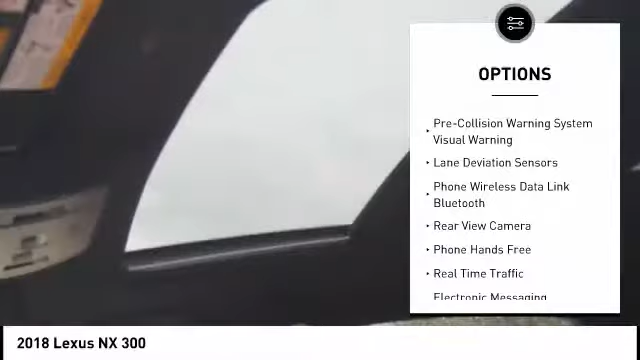 OPTIONS
Pre-Collision Warning System
Visual Warning
Lane Deviation Sensors
Phone Wireless Data Link
Bluetooth
Rear View Camera
Phone Hands Free
Real Time Traffic
Electronic Messaging
2018 Lexus NX 300